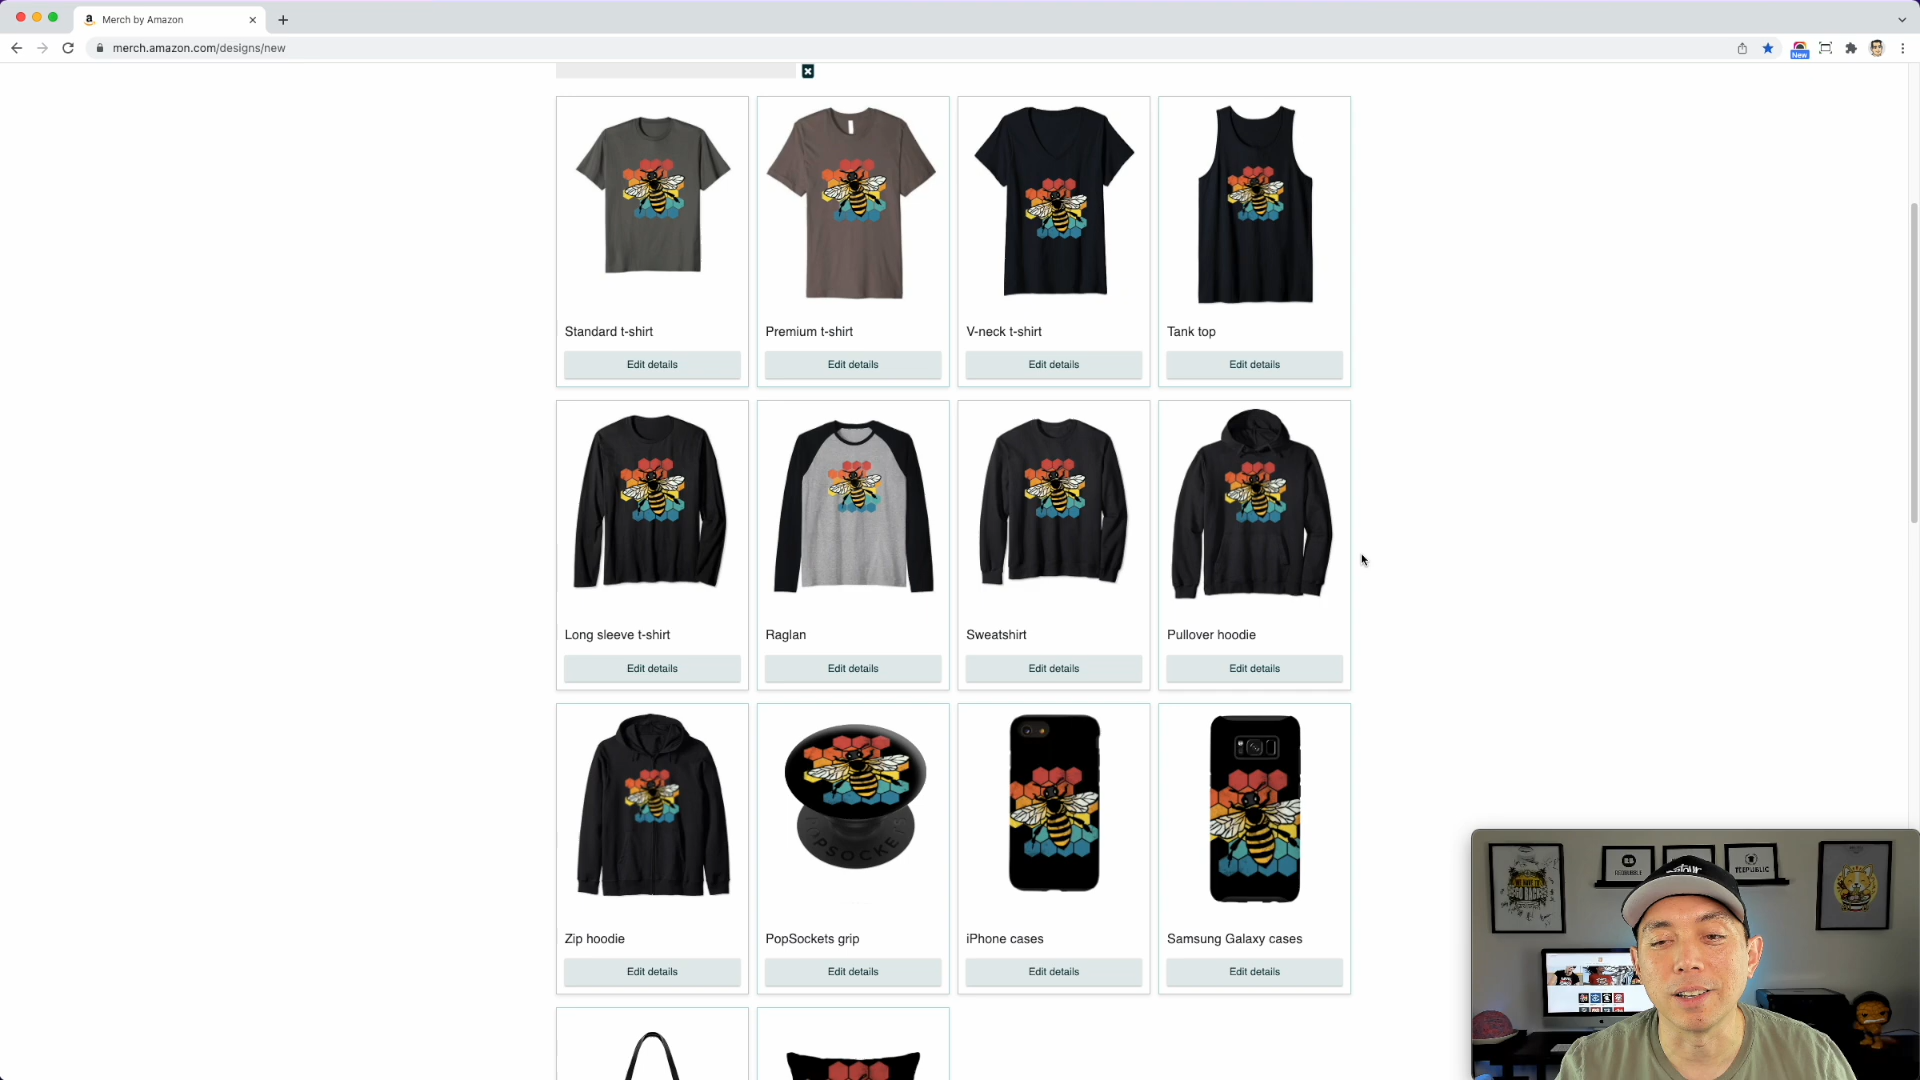 Merch by Amazon
merch.amazon.com/designs/new
New
Standard t-shirt
Premium t-shirt
V-neck t-shirt
Tank top
Edit details
Edit details
Edit details
Edit details
Long sleeve t-shirt
Raglan
Sweatshirt
Pullover hoodie
Edit details
Edit details
Edit details
Edit details
Zip hoodie
PopSockets grip
iPhone cases
Samsung Galaxy cases
Edit details
Edit details
Edit details
Edit details
TEEPUBLIC